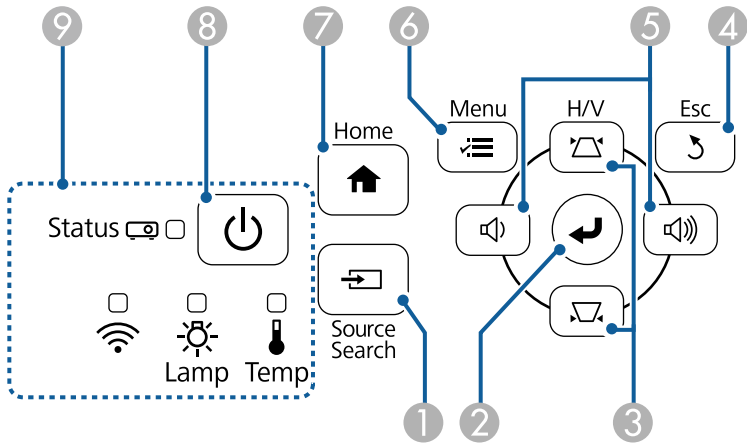 9 8 7 6 5 4
Menu H/V Esc
Home
Status
Source
Search
Lamp Temp
1 2 3